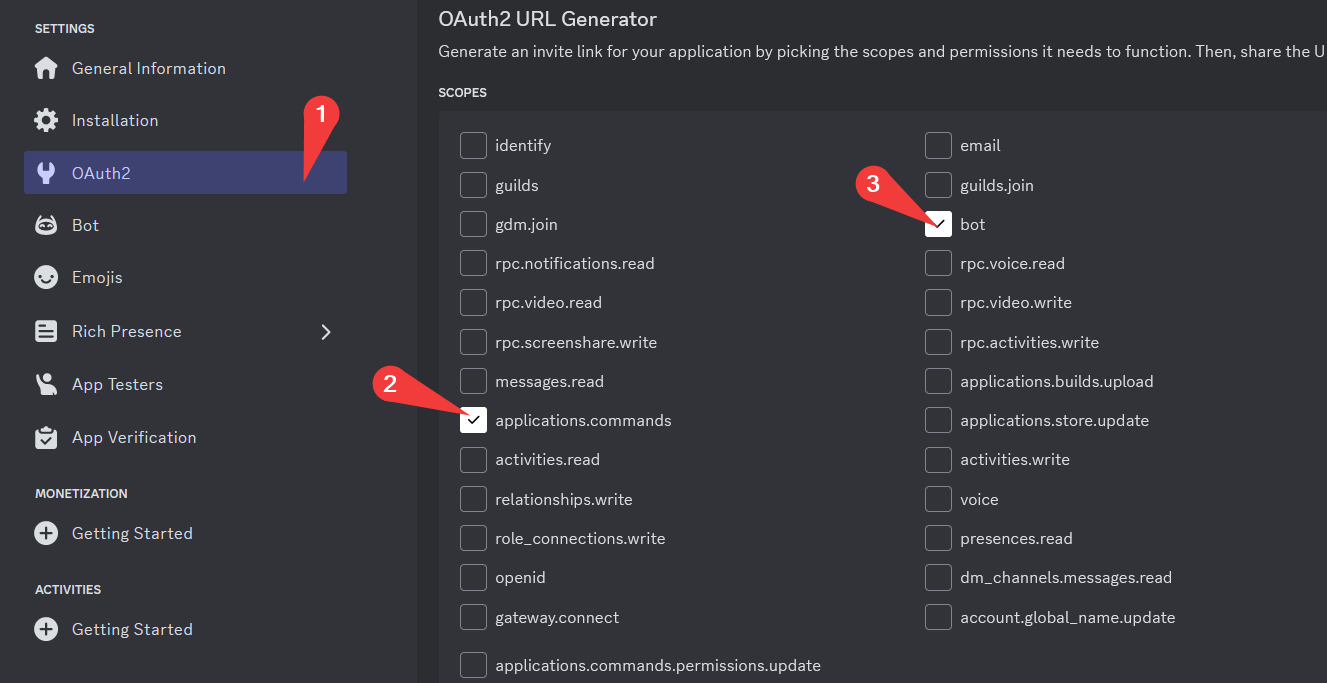 SETTINGS
General Information
Installation
1
OAuth2
Bot
Emojis
Rich Presence
App Testers
App Verification
MONETIZATION
Getting Started
ACTIVITIES
Getting Started
OAuth2 URL Generator
Generate an invite link for your application by picking the scopes and permissions it needs to function. Then, share the U
SCOPES
identify
email
guilds
guilds.join
3
gdm.join
bot
rpc.notifications.read
rpc.voice.read
rpc.video.read
rpc.video.write
rpc.screenshare.write
rpc.activities.write
messages.read
applications.builds.upload
2
applications.commands
applications.store.update
activities.read
activities.write
relationships.write
voice
role_connections.write
presences.read
openid
dm_channels.messages.read
gateway.connect
account.global_name.update
applications.commands.permissions.update